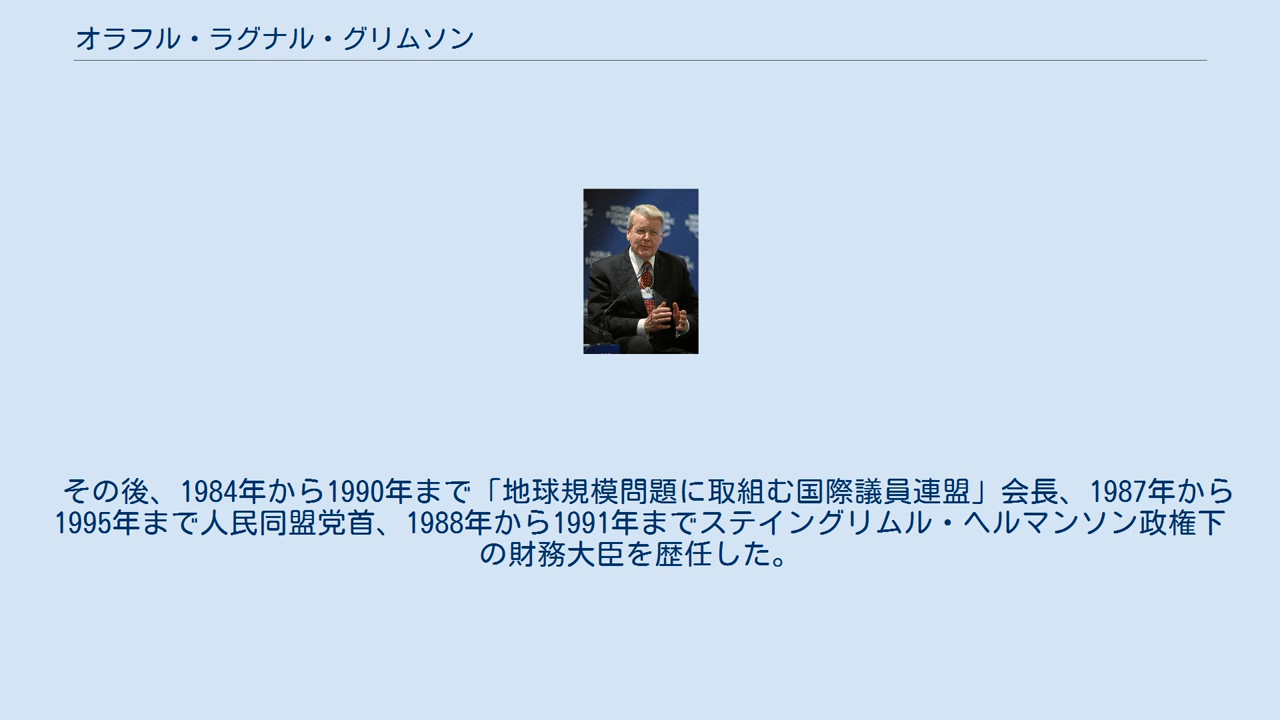 オラフル・ラグナル・グリムソン
その後、1984年から1990年まで「地球規模問題に取組む国際議員連盟」会長、1987年から
1995年まで人民同盟党首、1988年から1991年までステイングリムル・ヘルマンソン政権下
の財務大臣を歴任した。